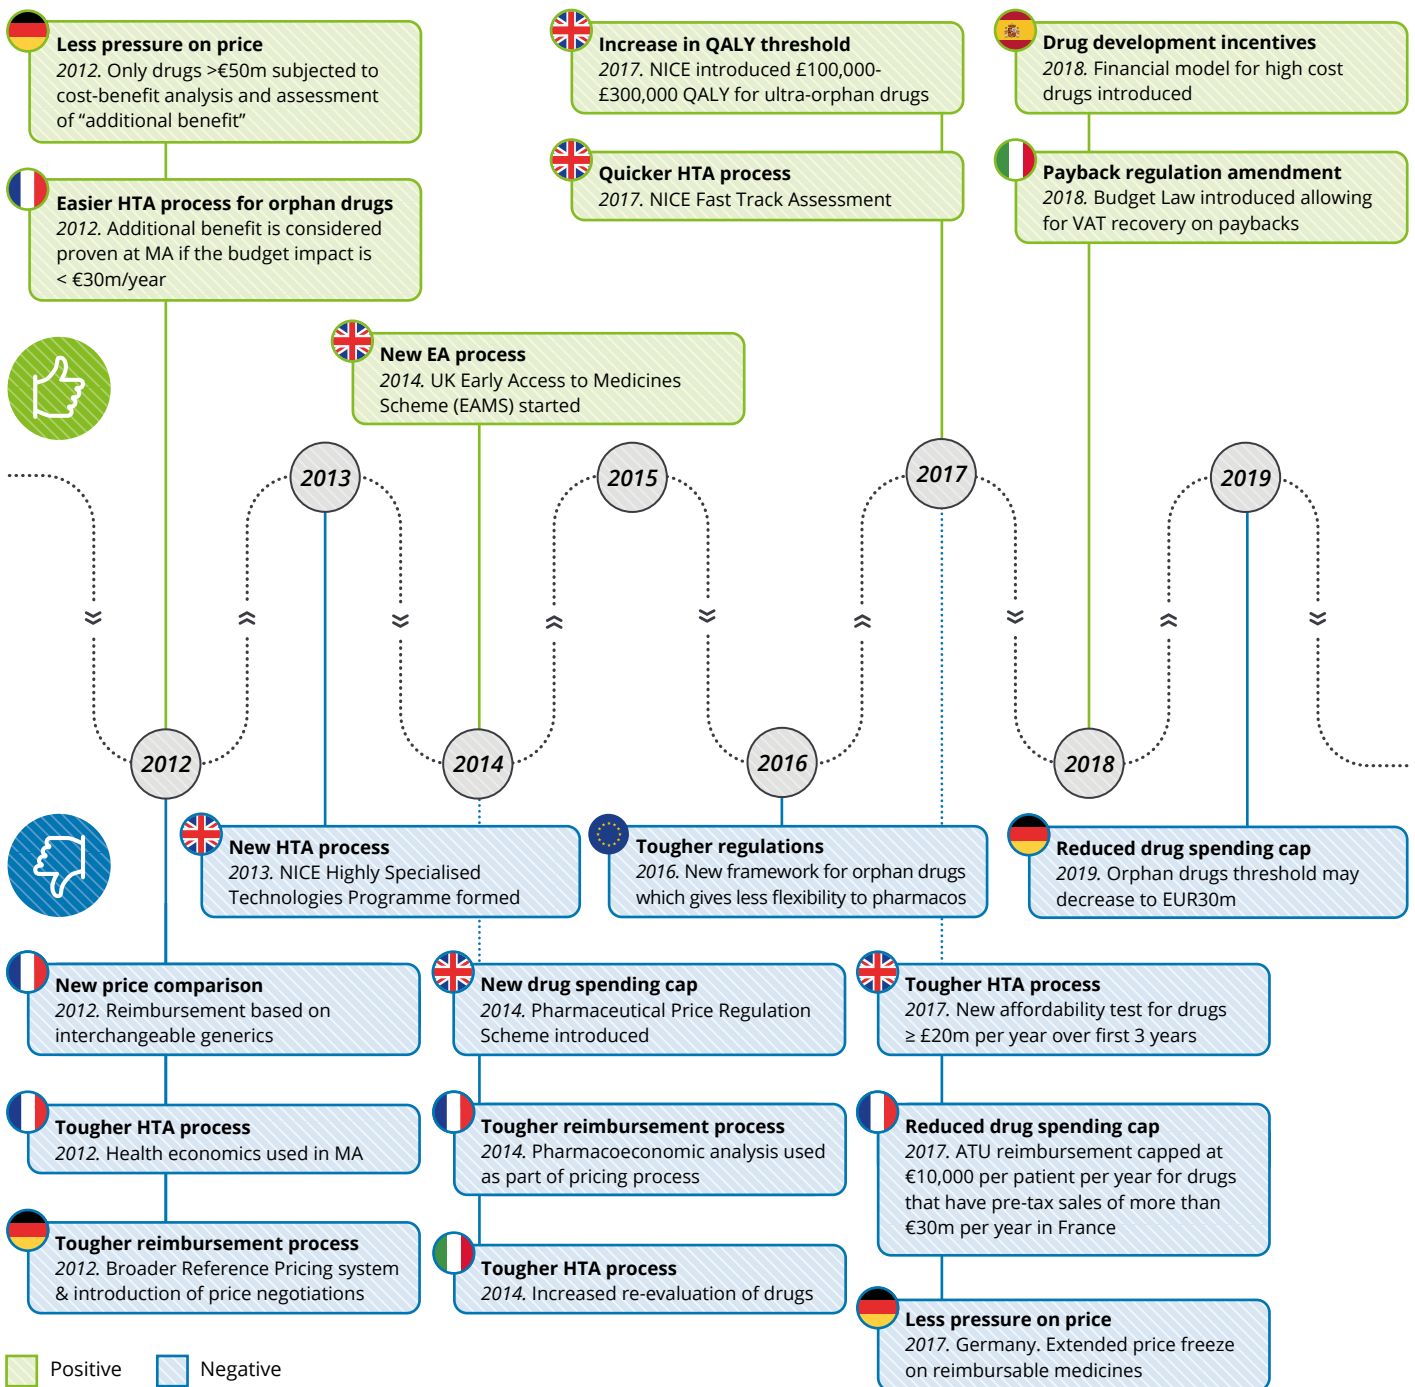 Less pressure on price
2012. Only drugs >€50m subjected to
cost-benefit analysis and assessment
of “additional benefit”
Easier HTA process for orphan drugs
2012. Additional benefit is considered
proven at MA if the budget impact is
< €30m/year
Increase in QALY threshold
2017. NICE introduced £100,000-
£300,000 QALY for ultra-orphan drugs
Quicker HTA process
2017. NICE Fast Track Assessment
Drug development incentives
2018. Financial model for high cost
drugs introduced
Payback regulation amendment
2018. Budget Law introduced allowing
for VAT recovery on paybacks
New EA process
2014. UK Early Access to Medicines
Scheme (EAMS) started
2013
2015
2017
2019
2012
2014
2016
2018
New HTA process
2013. NICE Highly Specialised
Technologies Programme formed
Tougher regulations
2016. New framework for orphan drugs
which gives less flexibility to pharmacos
Reduced drug spending cap
2019. Orphan drugs threshold may
decrease to EUR30m
New price comparison
2012. Reimbursement based on
interchangeable generics
Tougher HTA process
2012. Health economics used in MA
Tougher reimbursement process
2012. Broader Reference Pricing system
& introduction of price negotiations
New drug spending cap
2014. Pharmaceutical Price Regulation
Scheme introduced
Tougher reimbursement process
2014. Pharmacoeconomic analysis used
as part of pricing process
Tougher HTA process
2014. Increased re-evaluation of drugs
Tougher HTA process
2017. New affordability test for drugs
≥ £20m per year over first 3 years
Reduced drug spending cap
2017. ATU reimbursement capped at
€10,000 per patient per year for drugs
that have pre-tax sales of more than
€30m per year in France
Less pressure on price
2017. Germany. Extended price freeze
on reimbursable medicines
Positive
Negative